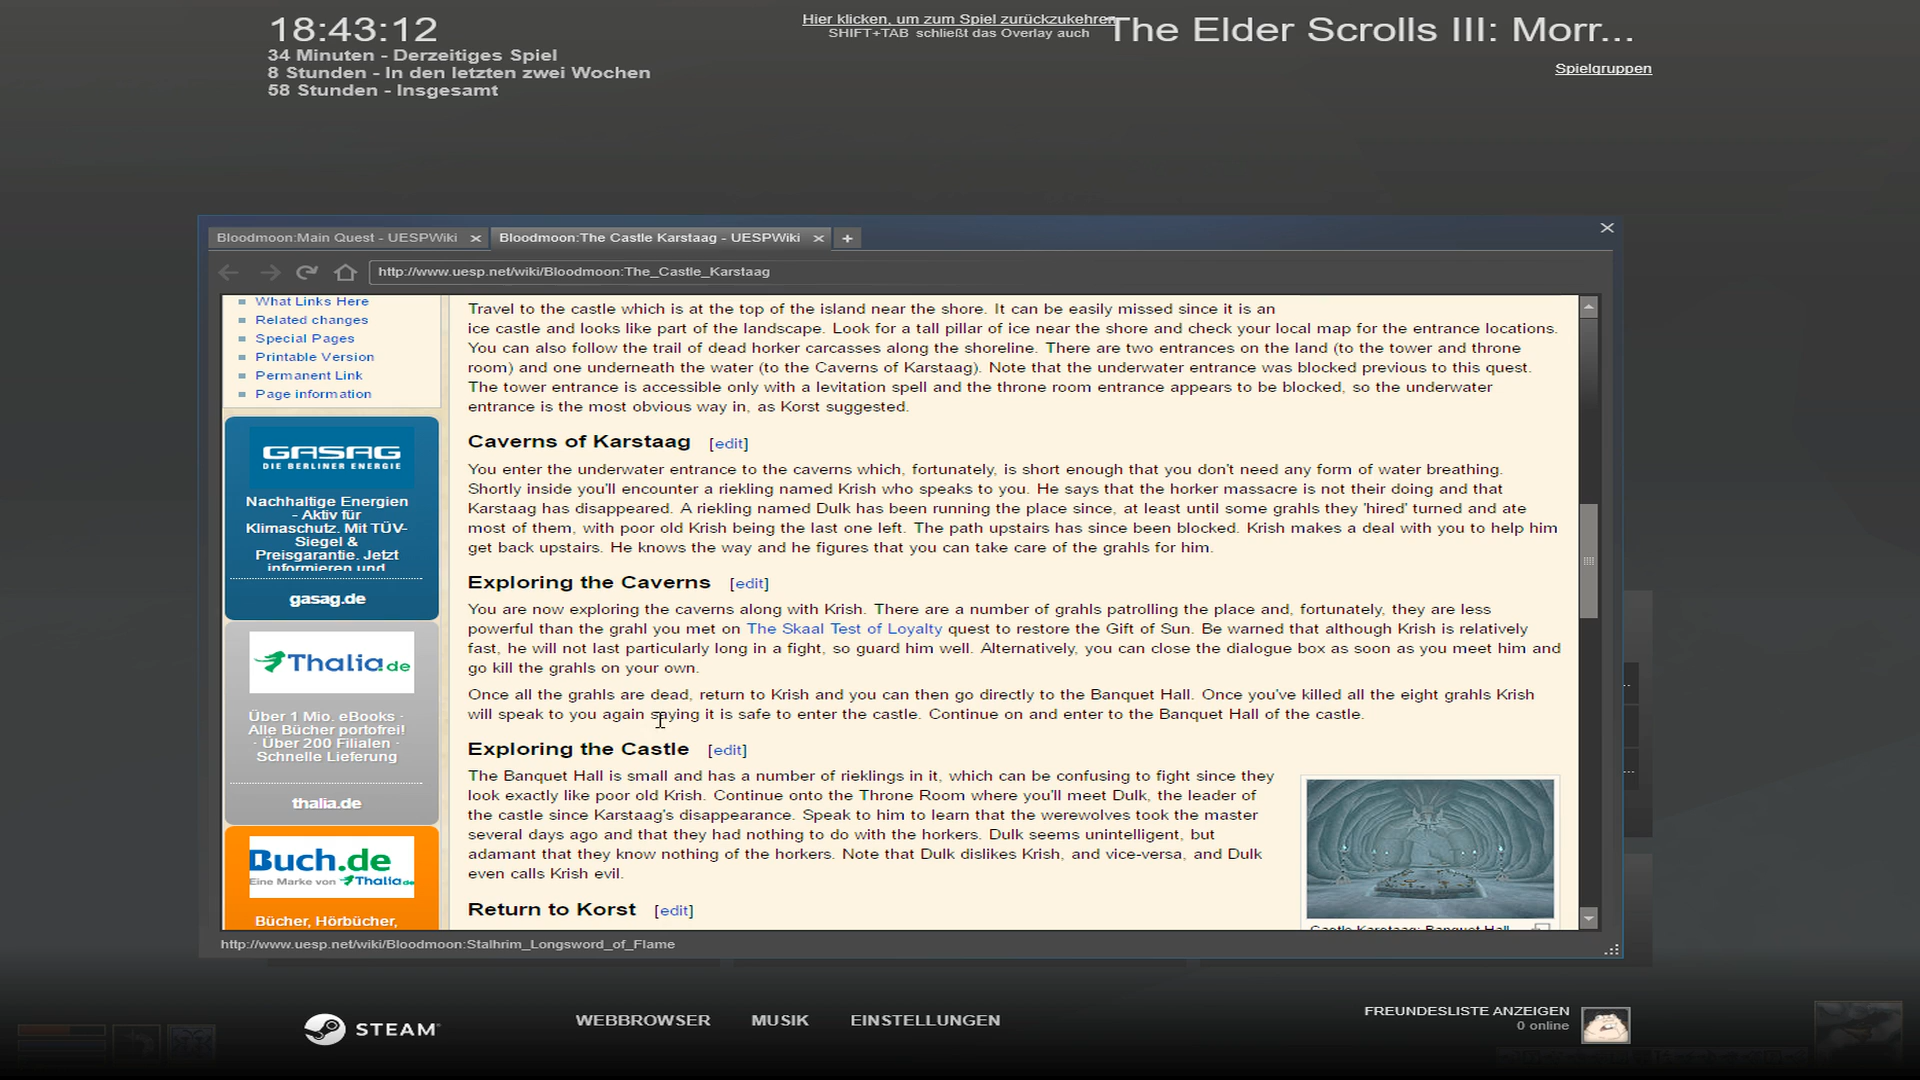 18:43:12
34 Minuten - Derzeitiges Spiel
8 Stunden - In den letzten zwei Wochen
58 Stunden - Insgesamt
Hier klicken, um zum Spiel zurückzukehren
SHIFT+TAB schließt das Overlay auch
The Elder Scrolls III: Morr...
Spielgruppen
Bloodmoon:Main Quest - UESPWiki
Bloodmoon:The Castle Karstaag - UESPWiki
http://www.uesp.net/wiki/Bloodmoon:The_Castle_Karstaag
What Links Here
Related changes
Special Pages
Printable Version
Permanent Link
Page information
GASAG
DIE BERLINER ENERGIE
Nachhaltige Energien
- Aktiv für
Klimaschutz. Mit TÜV-
Siegel &
Preisgarantie. Jetzt
informieren und
gasag.de
Thalia.de
Über 1 Mio. eBooks ·
Alle Bücher portofrei!
· Über 200 Filialen ·
Schnelle Lieferung
thalia.de
Buch.de
Eine Marke von Thalia.de
Bücher, Hörbücher,
Travel to the castle which is at the top of the island near the shore. It can be easily missed since it is an
ice castle and looks like part of the landscape. Look for a tall pillar of ice near the shore and check your local map for the entrance locations.
You can also follow the trail of dead horker carcasses along the shoreline. There are two entrances on the land (to the tower and throne
room) and one underneath the water (to the Caverns of Karstaag). Note that the underwater entrance was blocked previous to this quest.
The tower entrance is accessible only with a levitation spell and the throne room entrance appears to be blocked, so the underwater
entrance is the most obvious way in, as Korst suggested.
Caverns of Karstaag [edit]
You enter the underwater entrance to the caverns which, fortunately, is short enough that you don't need any form of water breathing.
Shortly inside you'll encounter a riekling named Krish who speaks to you. He says that the horker massacre is not their doing and that
Karstaag has disappeared. A riekling named Dulk has been running the place since, at least until some grahls they 'hired' turned and ate
most of them, with poor old Krish being the last one left. The path upstairs has since been blocked. Krish makes a deal with you to help him
get back upstairs. He knows the way and he figures that you can take care of the grahls for him.
Exploring the Caverns [edit]
You are now exploring the caverns along with Krish. There are a number of grahls patrolling the place and, fortunately, they are less
powerful than the grahl you met on The Skaal Test of Loyalty quest to restore the Gift of Sun. Be warned that although Krish is relatively
fast, he will not last particularly long in a fight, so guard him well. Alternatively, you can close the dialogue box as soon as you meet him and
go kill the grahls on your own.
Once all the grahls are dead, return to Krish and you can then go directly to the Banquet Hall. Once you've killed all the eight grahls Krish
will speak to you again saying it is safe to enter the castle. Continue on and enter to the Banquet Hall of the castle.
Exploring the Castle [edit]
The Banquet Hall is small and has a number of rieklings in it, which can be confusing to fight since they
look exactly like poor old Krish. Continue onto the Throne Room where you'll meet Dulk, the leader of
the castle since Karstaag's disappearance. Speak to him to learn that the werewolves took the master
several days ago and that they had nothing to do with the horkers. Dulk seems unintelligent, but
adamant that they know nothing of the horkers. Note that Dulk dislikes Krish, and vice-versa, and Dulk
even calls Krish evil.
Castle Karstaag: Banquet Hall
Return to Korst [edit]
http://www.uesp.net/wiki/Bloodmoon:Stalhrim_Longsword_of_Flame
STEAM
WEBBROWSER
MUSIK
EINSTELLUNGEN
FREUNDESLISTE ANZEIGEN
0 online